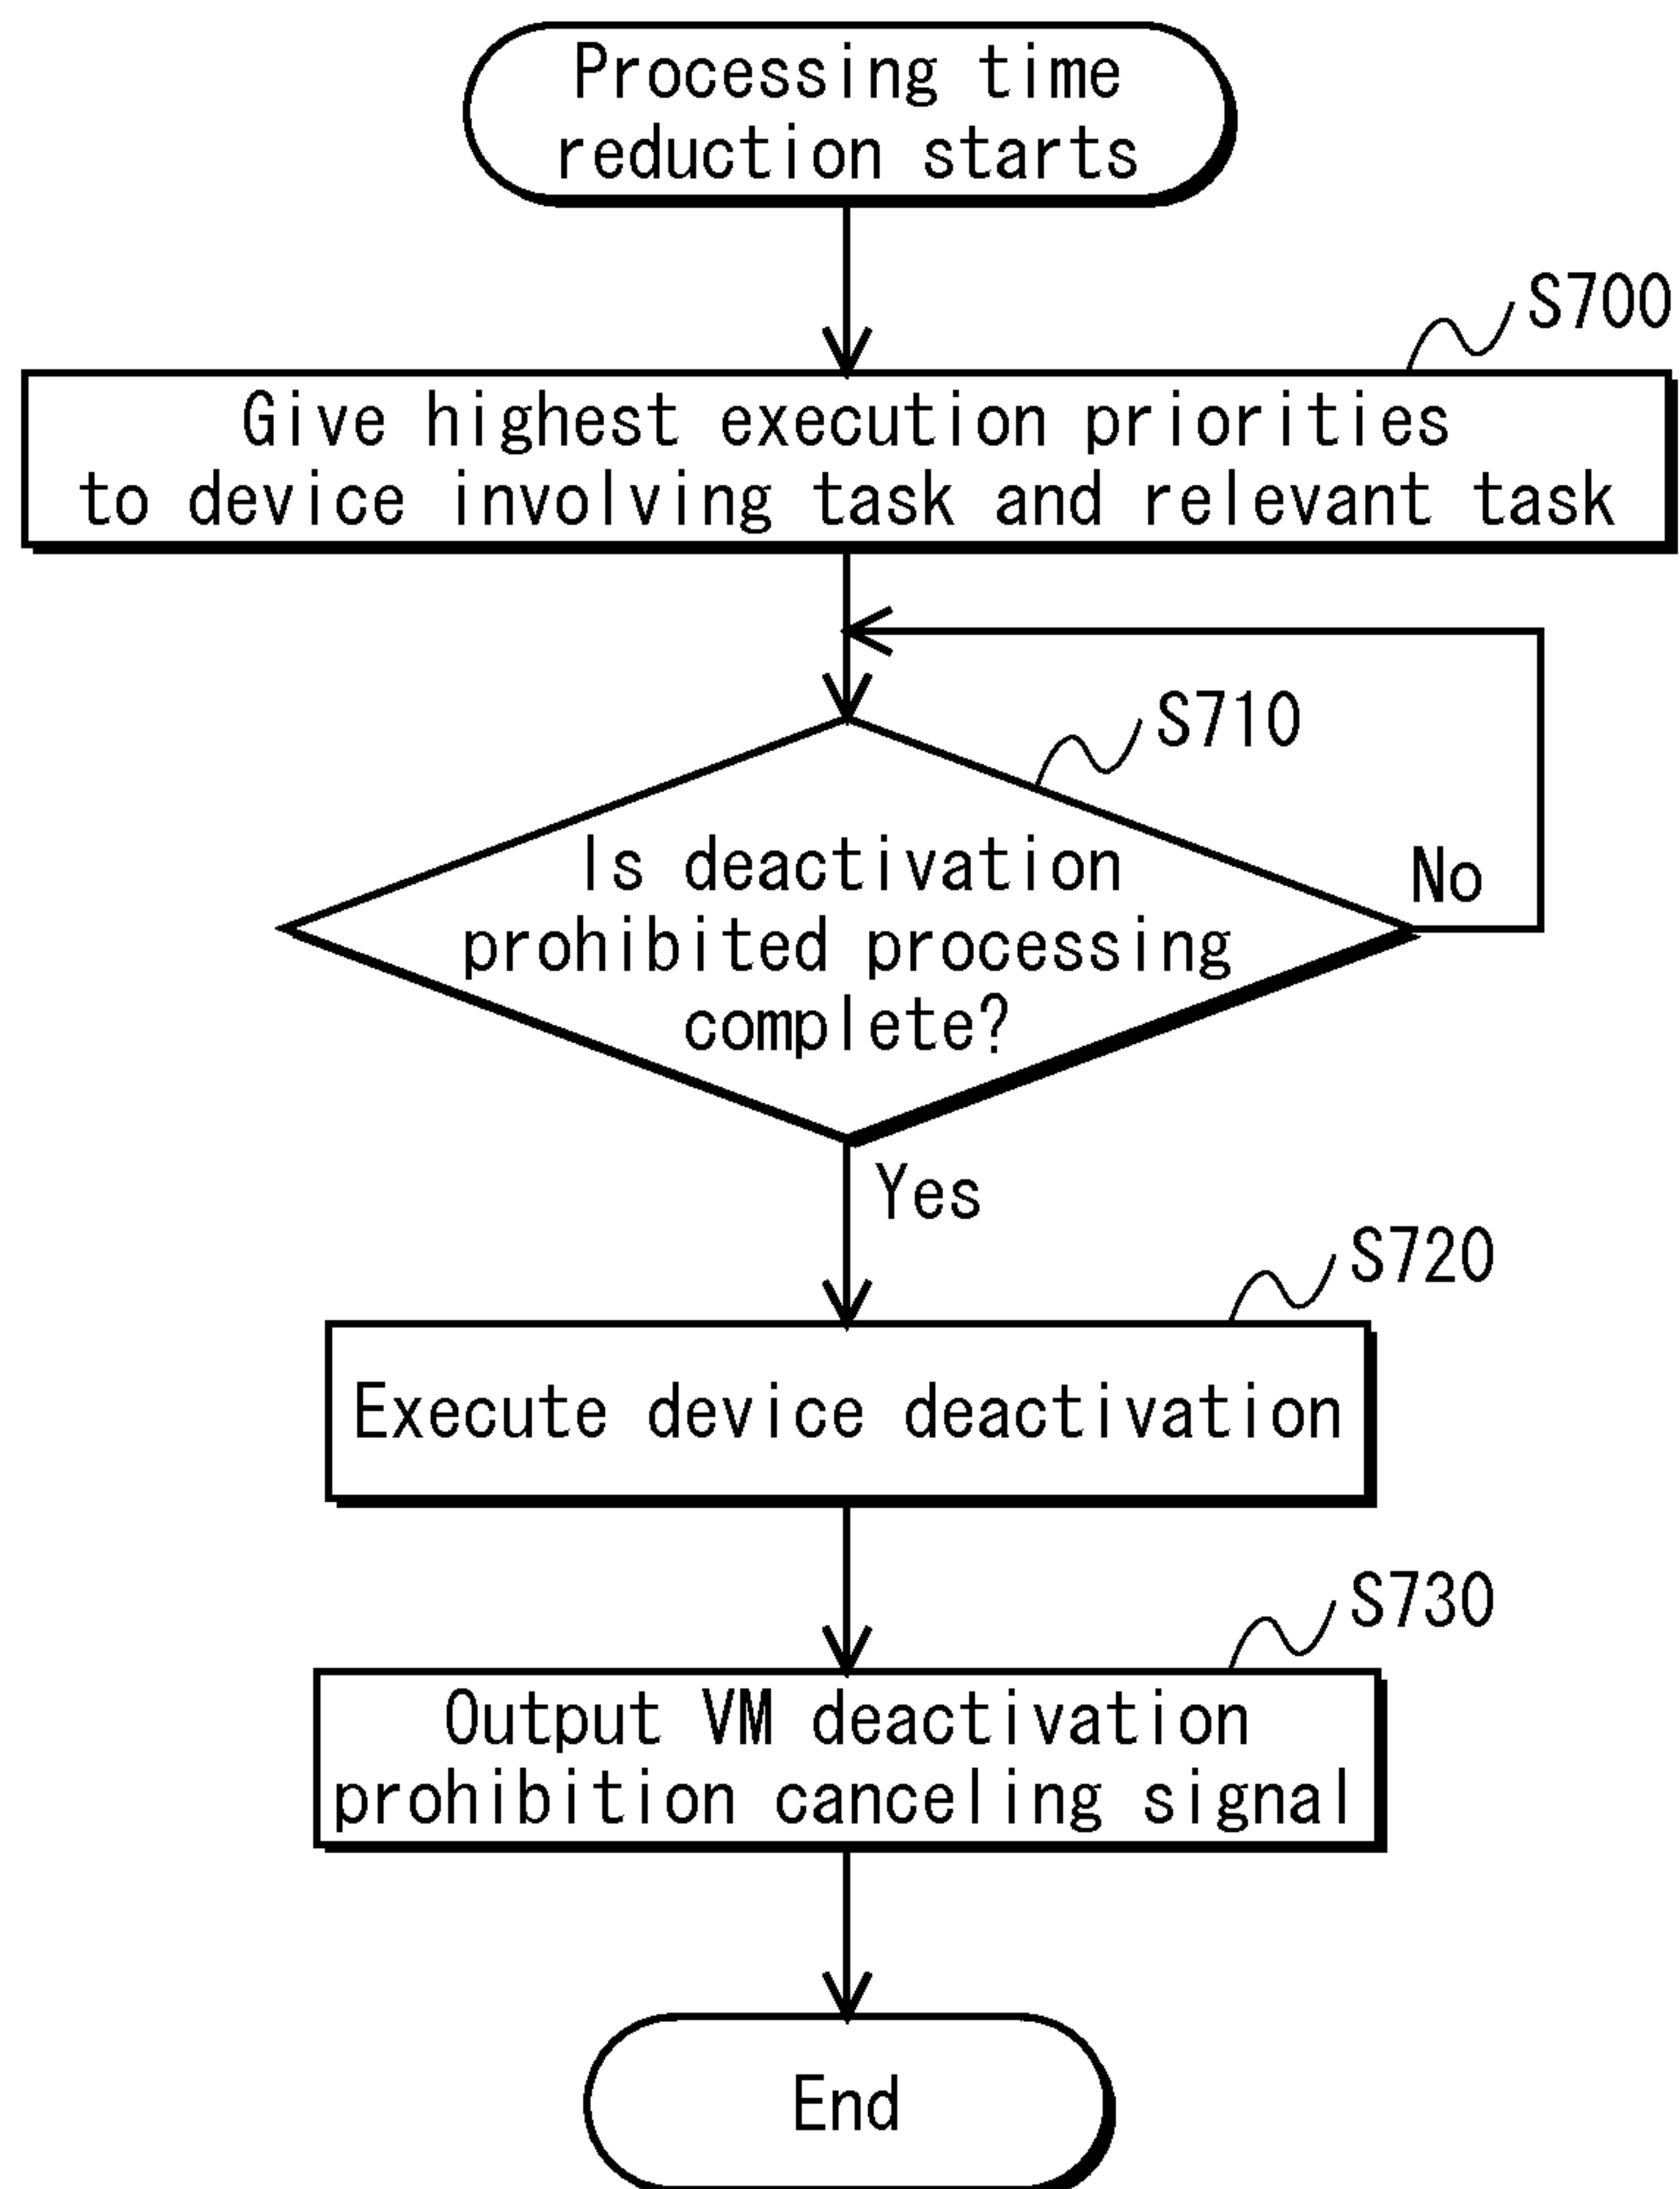 Processing time
reduction starts
S700
Give highest execution priorities
to device involving task and relevant task
S710
Is deactivation
prohibited processing
complete?
No
Yes
S720
Execute device deactivation
S730
Output VM deactivation
prohibition canceling signal
End